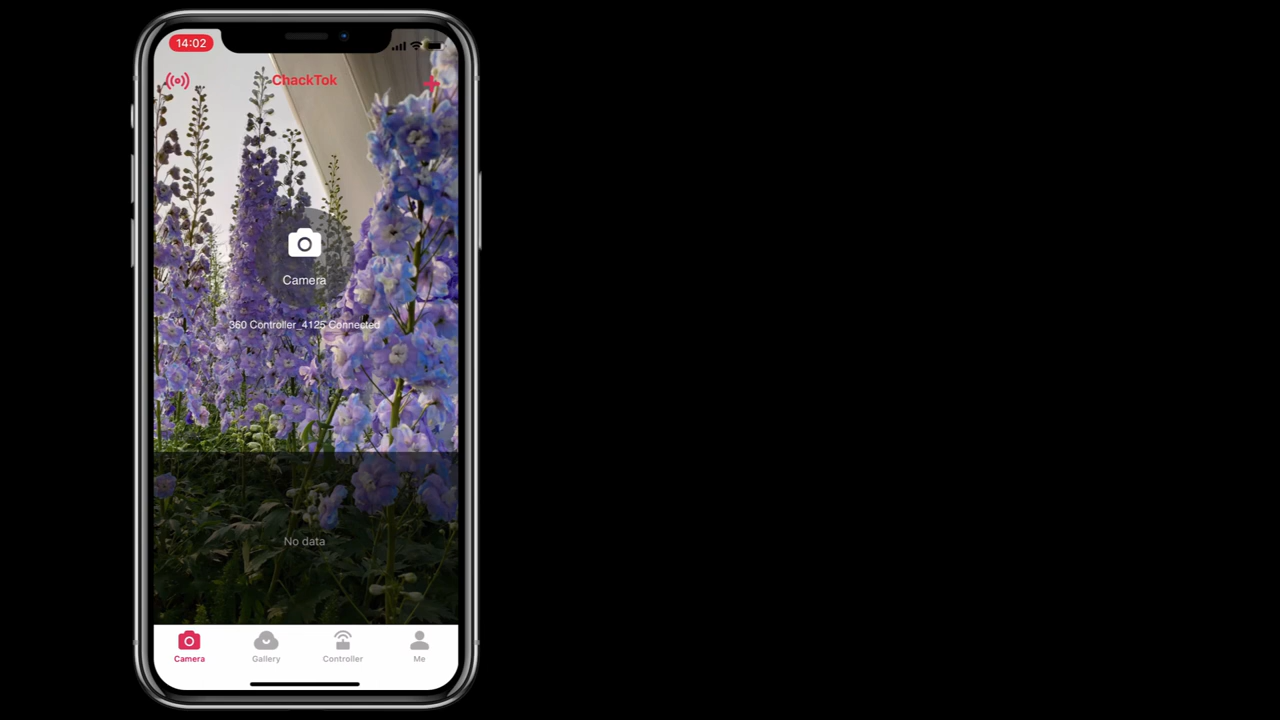 14:02
ChackTok
Camera
360 Controller_4125 Connected
No data
Camera
Gallery
Controller
Me